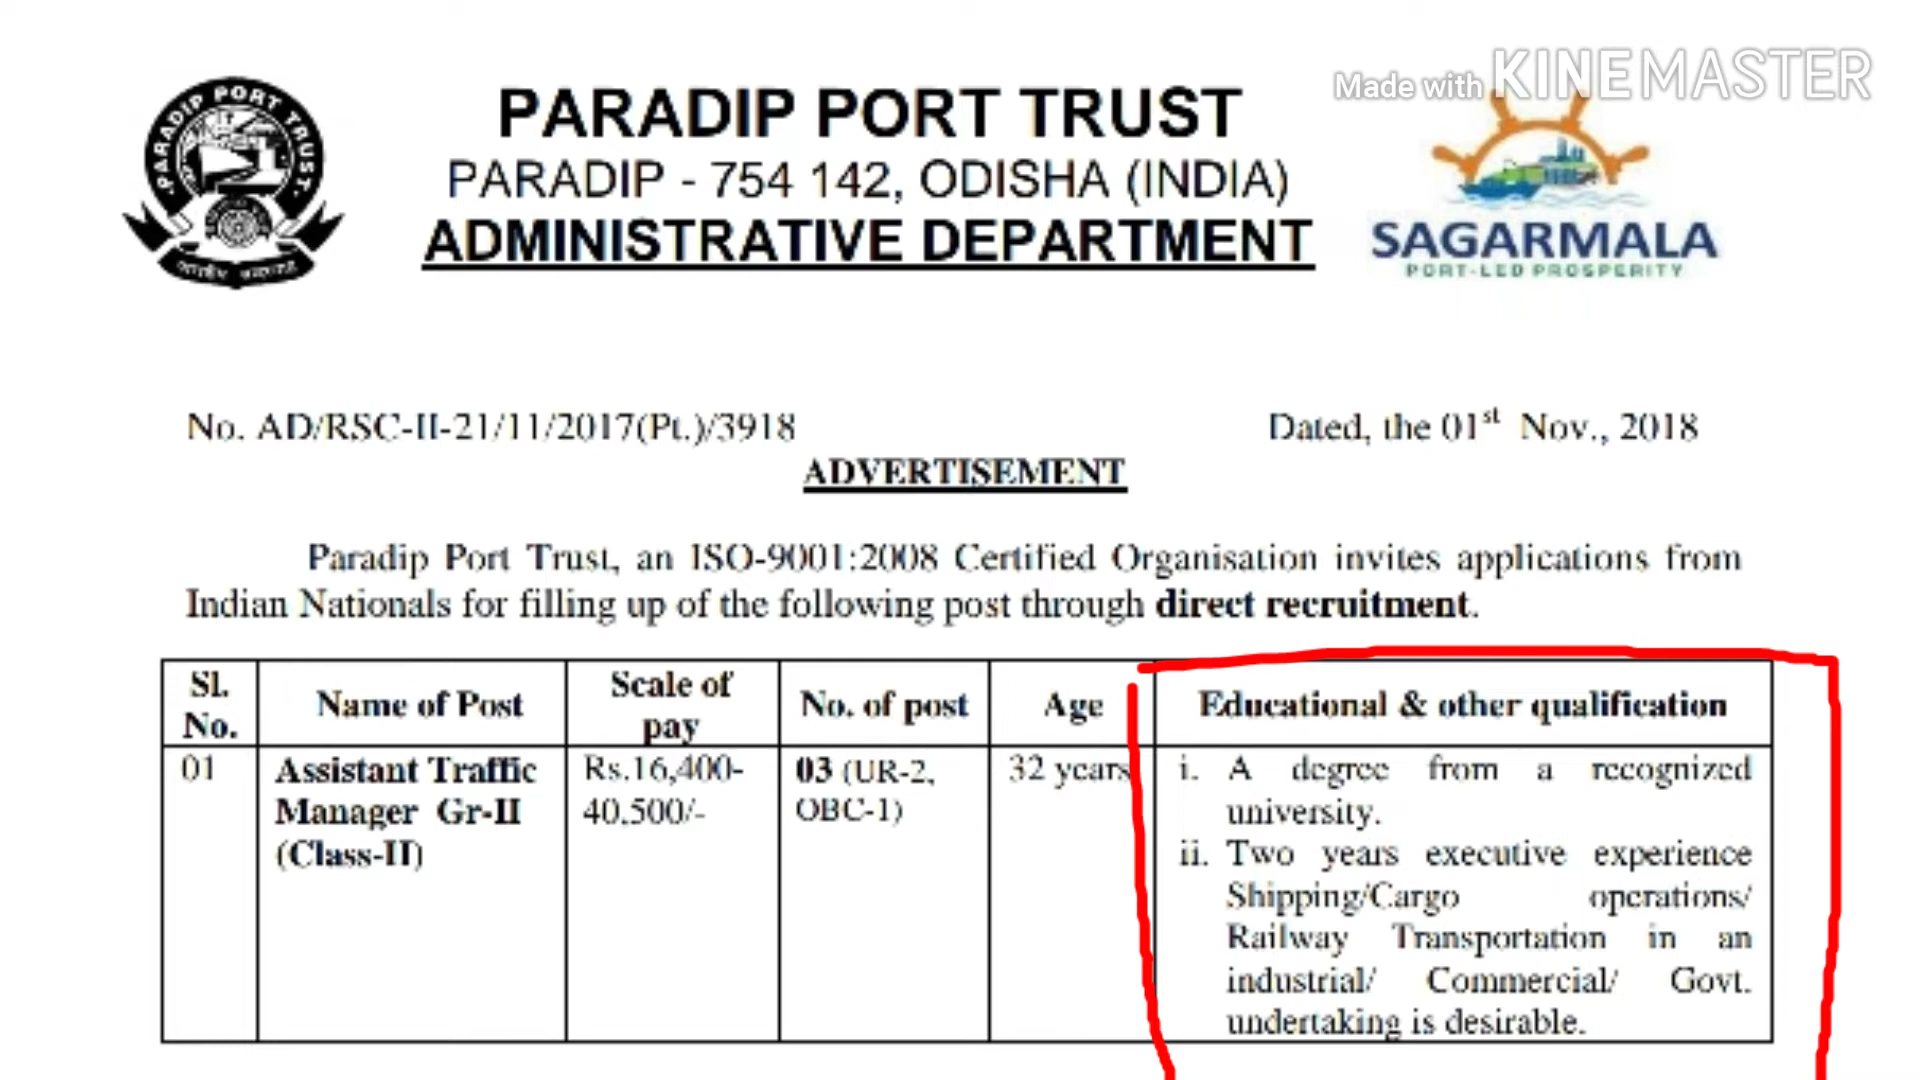 Made with KINEMASTER
PARADIP PORT TRUST
PARADIP PORT TRUST
PARADIP - 754 142, ODISHA (INDIA)
ADMINISTRATIVE DEPARTMENT
SAGARMALA
PORT-LED PROSPERITY
No. AD/RSC-II-21/11/2017(Pt.)/3918
Dated, the 01st Nov., 2018
ADVERTISEMENT
Paradip Port Trust, an ISO-9001:2008 Certified Organisation invites applications from
Indian Nationals for filling up of the following post through direct recruitment.
Sl. No.
Name of Post
Scale of pay
No. of post
Age
Educational & other qualification
01
Assistant Traffic
Manager Gr-II
(Class-II)
Rs.16,400-
40,500/-
03 (UR-2,
OBC-1)
32 years
i. A degree from a recognized
university.
ii. Two years executive experience
Shipping/Cargo operations/
Railway Transportation in an
industrial/ Commercial/ Govt.
undertaking is desirable.